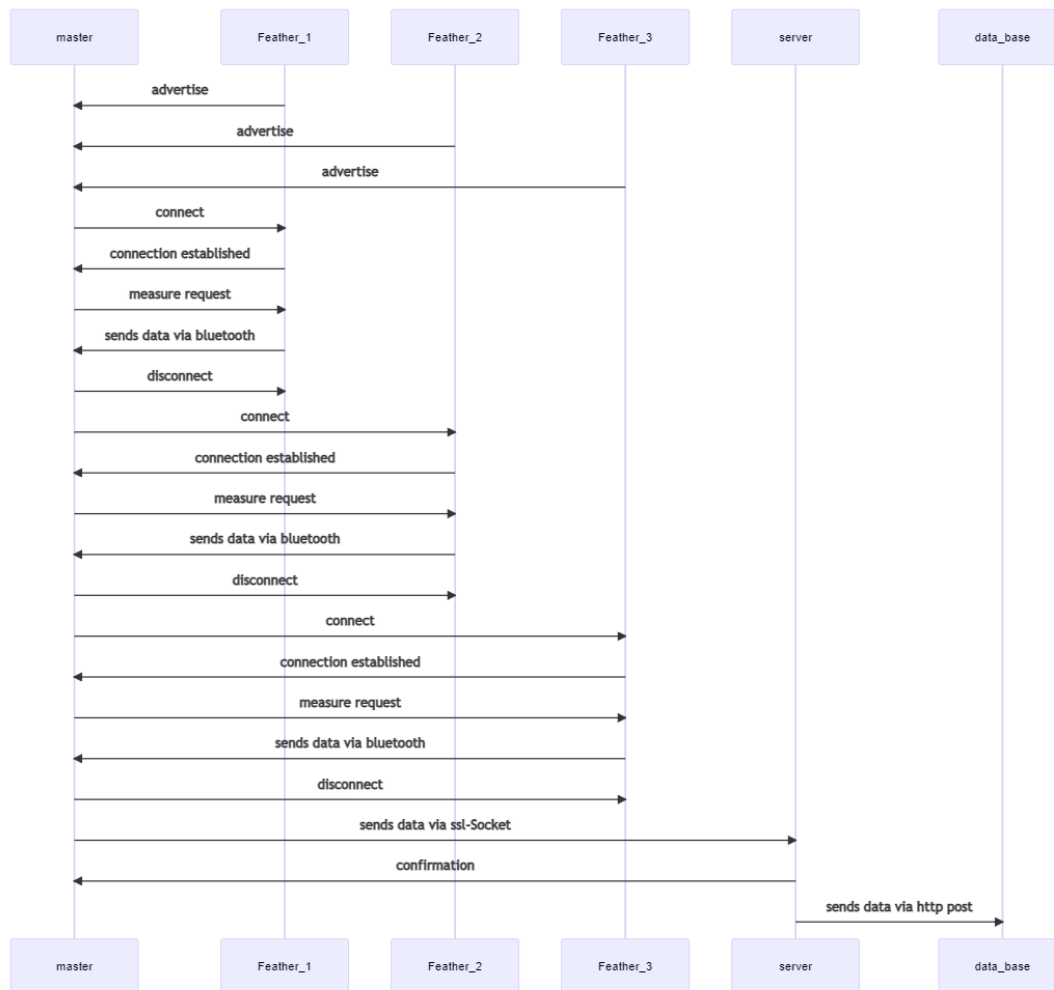 master
Feather_1
Feather_2
Feather_3
server
data_base
advertise
advertise
advertise
connect
connection established
measure request
sends data via bluetooth
disconnect
connect
connection established
measure request
sends data via bluetooth
disconnect
connect
connection established
measure request
sends data via bluetooth
disconnect
sends data via ssl-Socket
confirmation
sends data via http post
master
Feather_1
Feather_2
Feather_3
server
data_base